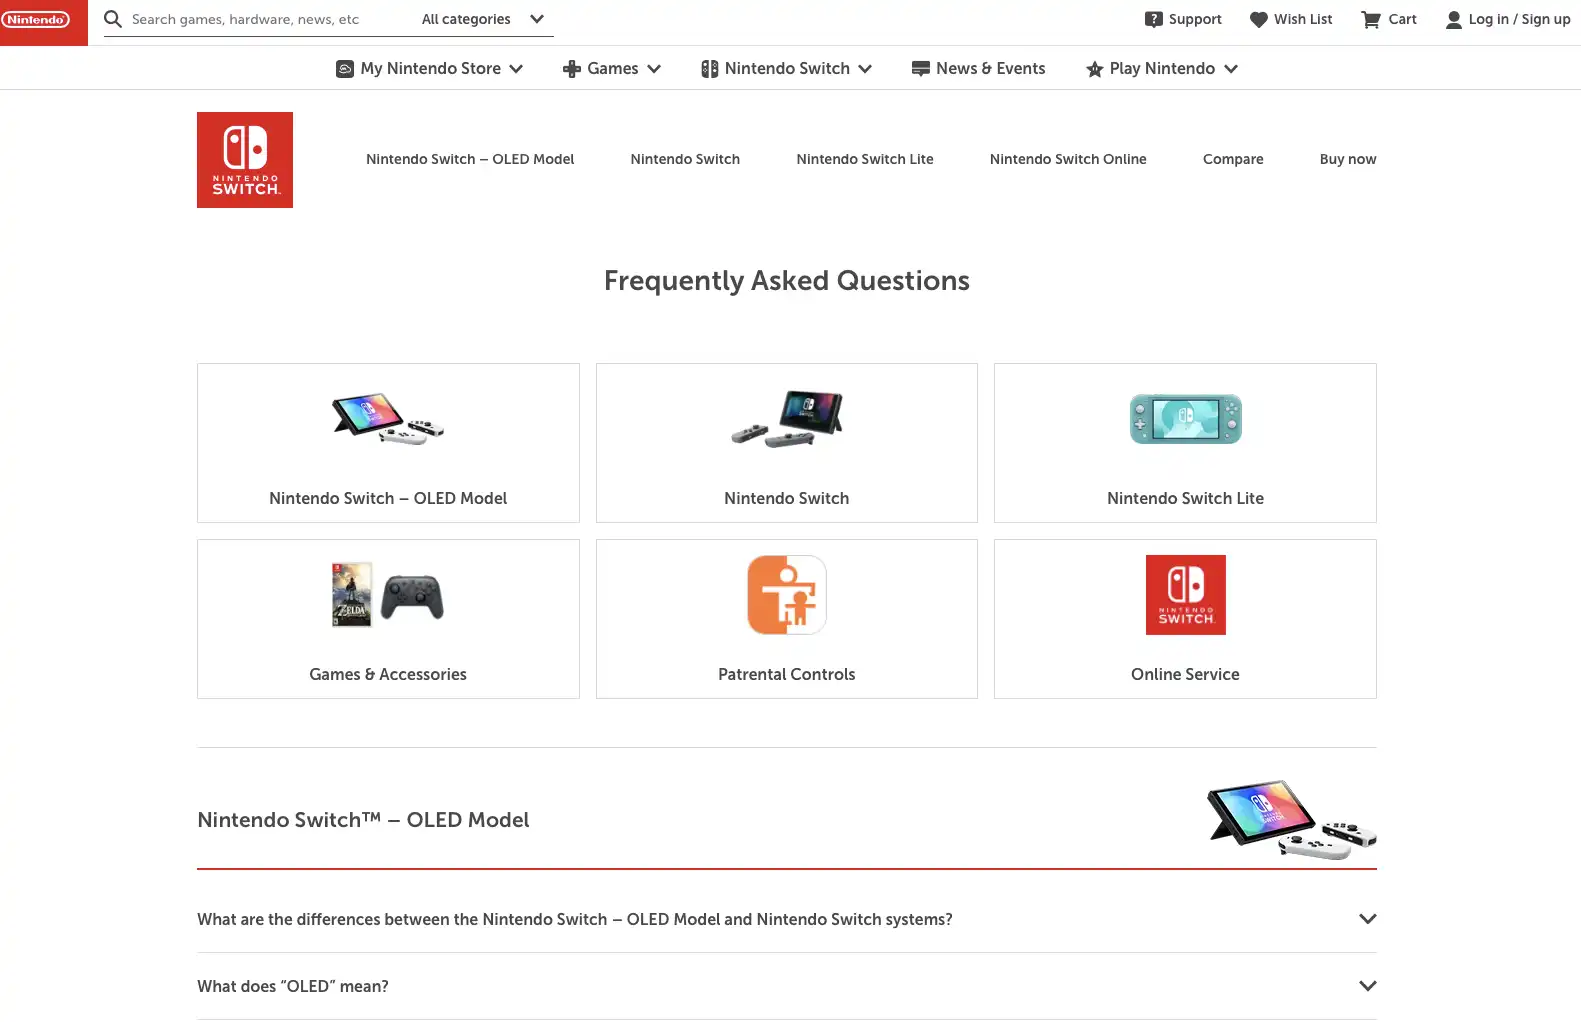 Nintendo
Search games, hardware, news, etc
All categories
Support
Wish List
Cart
Log in / Sign up
My Nintendo Store
Games
Nintendo Switch
News & Events
Play Nintendo
NINTENDO
SWITCH
Nintendo Switch – OLED Model
Nintendo Switch
Nintendo Switch Lite
Nintendo Switch Online
Compare
Buy now
Frequently Asked Questions
Nintendo Switch – OLED Model
Nintendo Switch
Nintendo Switch Lite
ZELDA
Games & Accessories
Patrental Controls
NINTENDO
SWITCH
Online Service
Nintendo Switch™ – OLED Model
What are the differences between the Nintendo Switch – OLED Model and Nintendo Switch systems?
What does “OLED” mean?